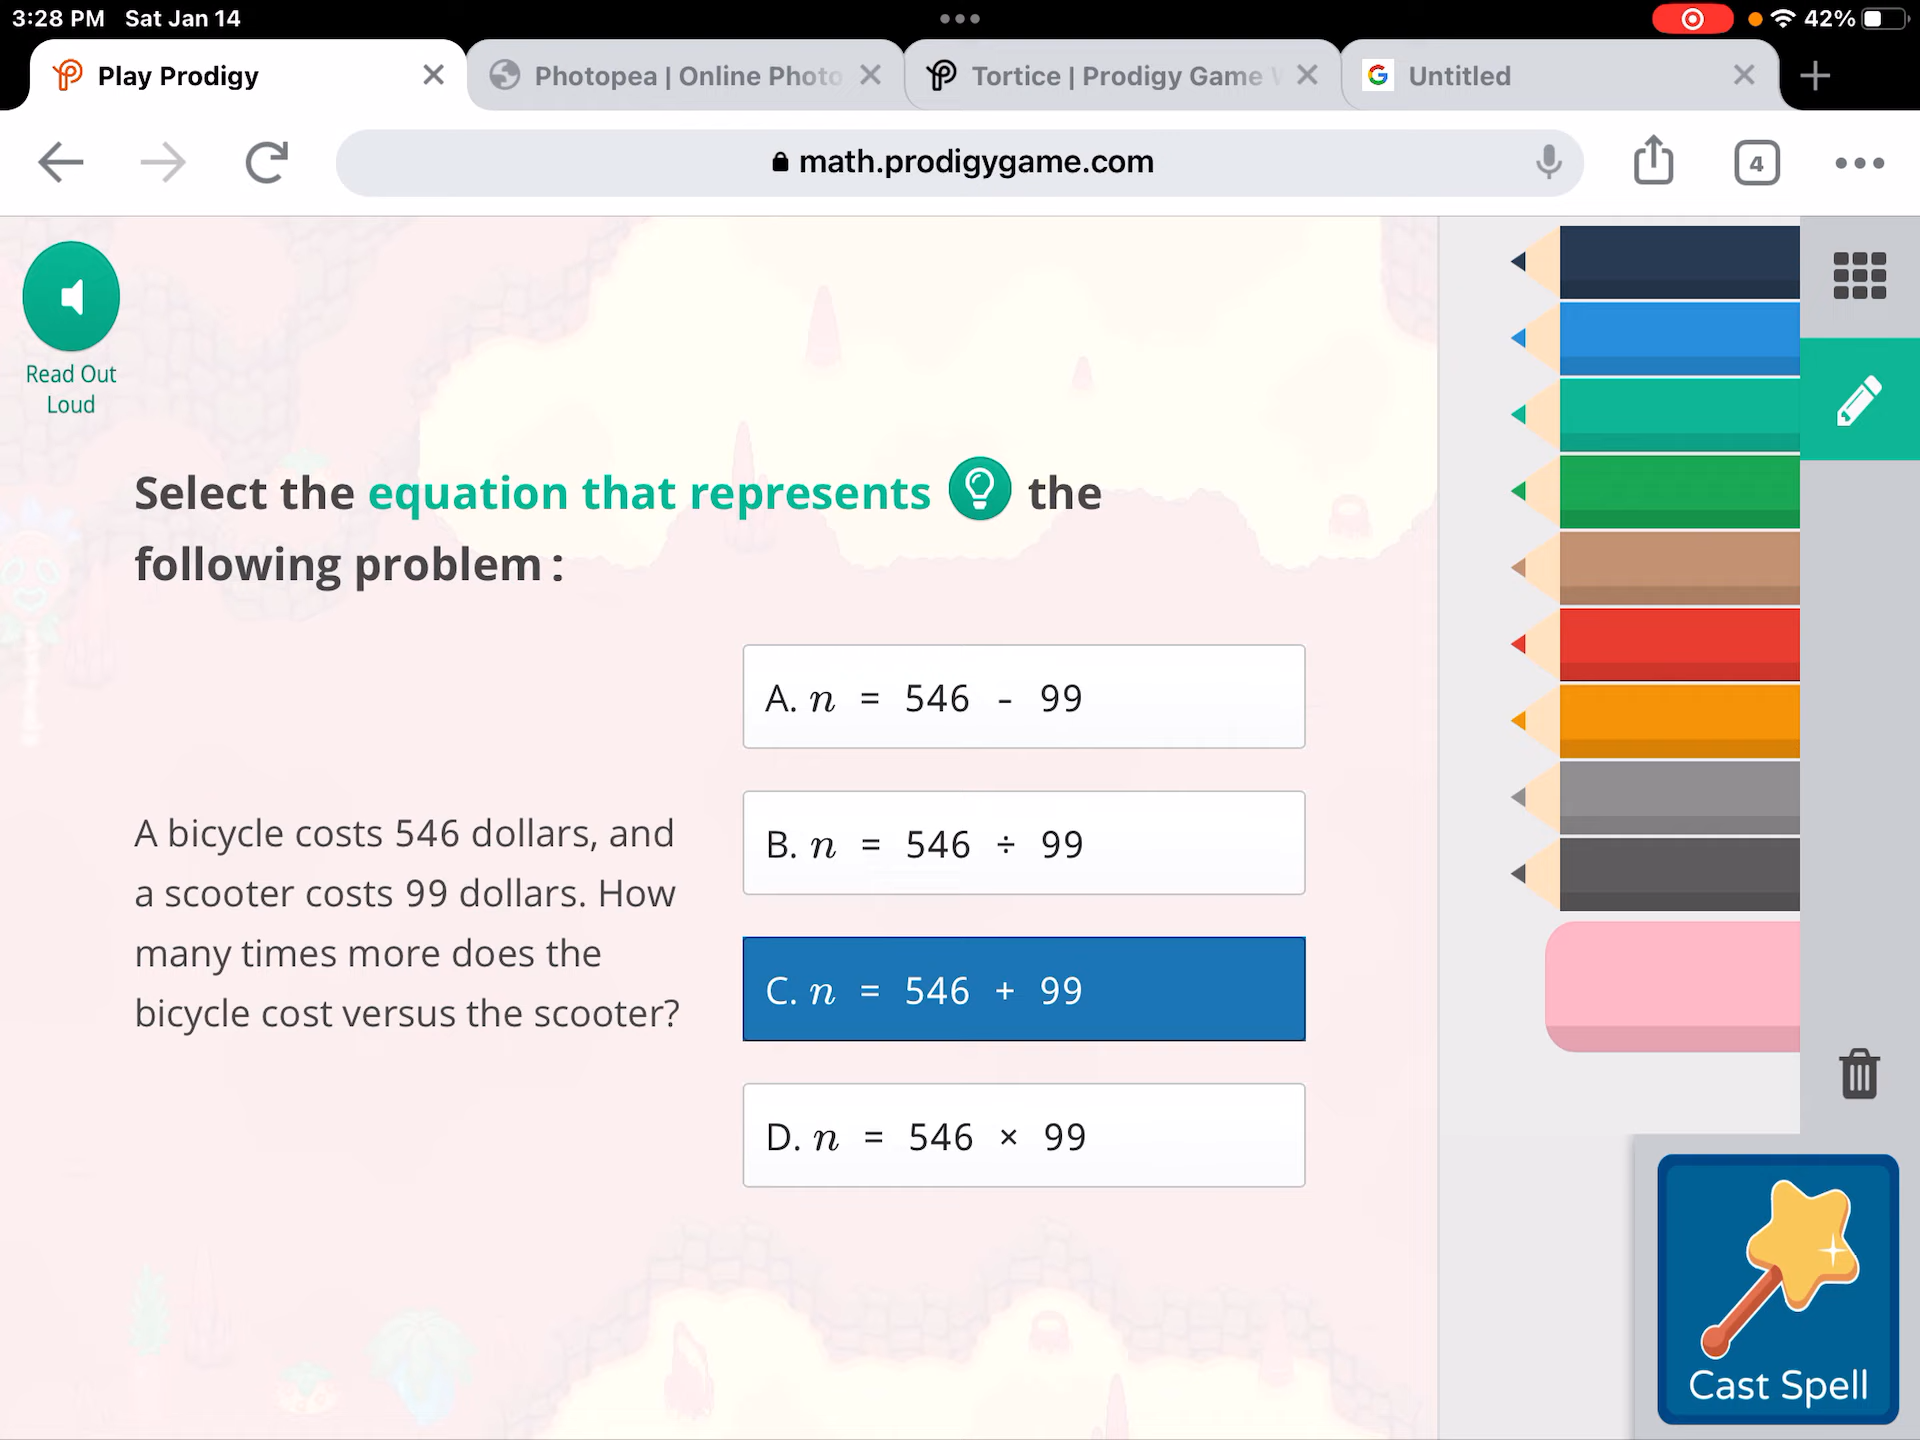 3:28 PM Sat Jan 14
42%
Play Prodigy
Photopea | Online Photo
Tortice | Prodigy Game
Untitled
math.prodigygame.com
4
Read Out
Loud
Select the equation that represents the
following problem :
A bicycle costs 546 dollars, and
a scooter costs 99 dollars. How
many times more does the
bicycle cost versus the scooter?
A. n = 546 - 99
B. n = 546 ÷ 99
C. n = 546 + 99
D. n = 546 × 99
Cast Spell